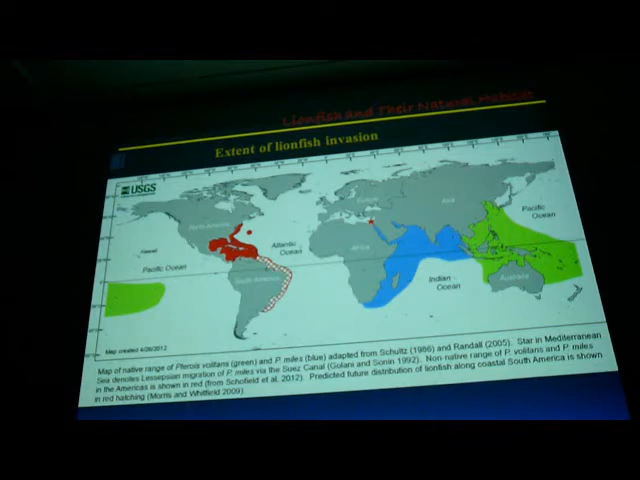 Lionfish and Their Natural Habitat
Extent of lionfish invasion
USGS
North America
Europe
Asia
Pacific
Ocean
Hawaii
Atlantic
Ocean
Africa
Pacific Ocean
South America
Indian
Ocean
Australia
Map created 4/26/2012
Map of native range of Pterois volitans (green) and P. miles (blue) adapted from Schultz (1986) and Randall (2005). Star in Mediterranean
Sea denotes Lessepsian migration of P. miles via the Suez Canal (Golani and Sonin 1992). Non-native range of P. volitans and P. miles
in the Americas is shown in red (from Schofield et al. 2012). Predicted future distribution of lionfish along coastal South America is shown
in red hatching (Morris and Whitfield 2009)